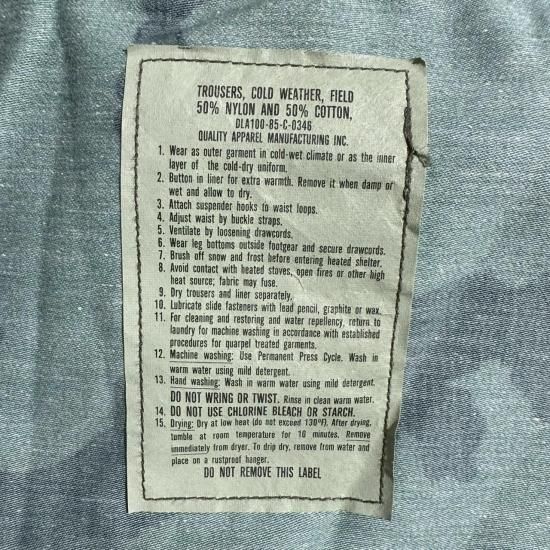 TROUSERS, COLD WEATHER, FIELD
50% NYLON AND 50% COTTON,
DLA100-85-C-0346
QUALITY APPAREL MANUFACTURING INC.
1. Wear as outer garment in cold-wet climate or as the inner
layer of the cold-dry uniform.
2. Button in liner for extra warmth. Remove it when damp or
wet and allow to dry.
3. Attach suspender hooks to waist loops.
4. Adjust waist by buckle straps.
5. Ventilate by loosening drawcords.
6. Wear leg bottoms outside footgear and secure drawcords.
7. Brush off snow and frost before entering heated shelter.
8. Avoid contact with heated stoves, open fires or other high
heat source; fabric may fuse.
9. Dry trousers and liner separately.
10. Lubricate slide fasteners with lead pencil, graphite or wax.
11. For cleaning and restoring and water repellency, return to
laundry for machine washing in accordance with established
procedures for quarpel treated garments.
12. Machine washing: Use Permanent Press Cycle. Wash in
warm water using mild detergent.
13. Hand washing: Wash in warm water using mild detergent.
DO NOT WRING OR TWIST. Rinse in clean warm water.
14. DO NOT USE CHLORINE BLEACH OR STARCH.
15. Drying: Dry at low heat (do not exceed 130°F). After drying,
tumble at room temperature for 10 minutes. Remove
immediately from dryer. To drip dry, remove from water and
place on a rustproof hanger.
DO NOT REMOVE THIS LABEL